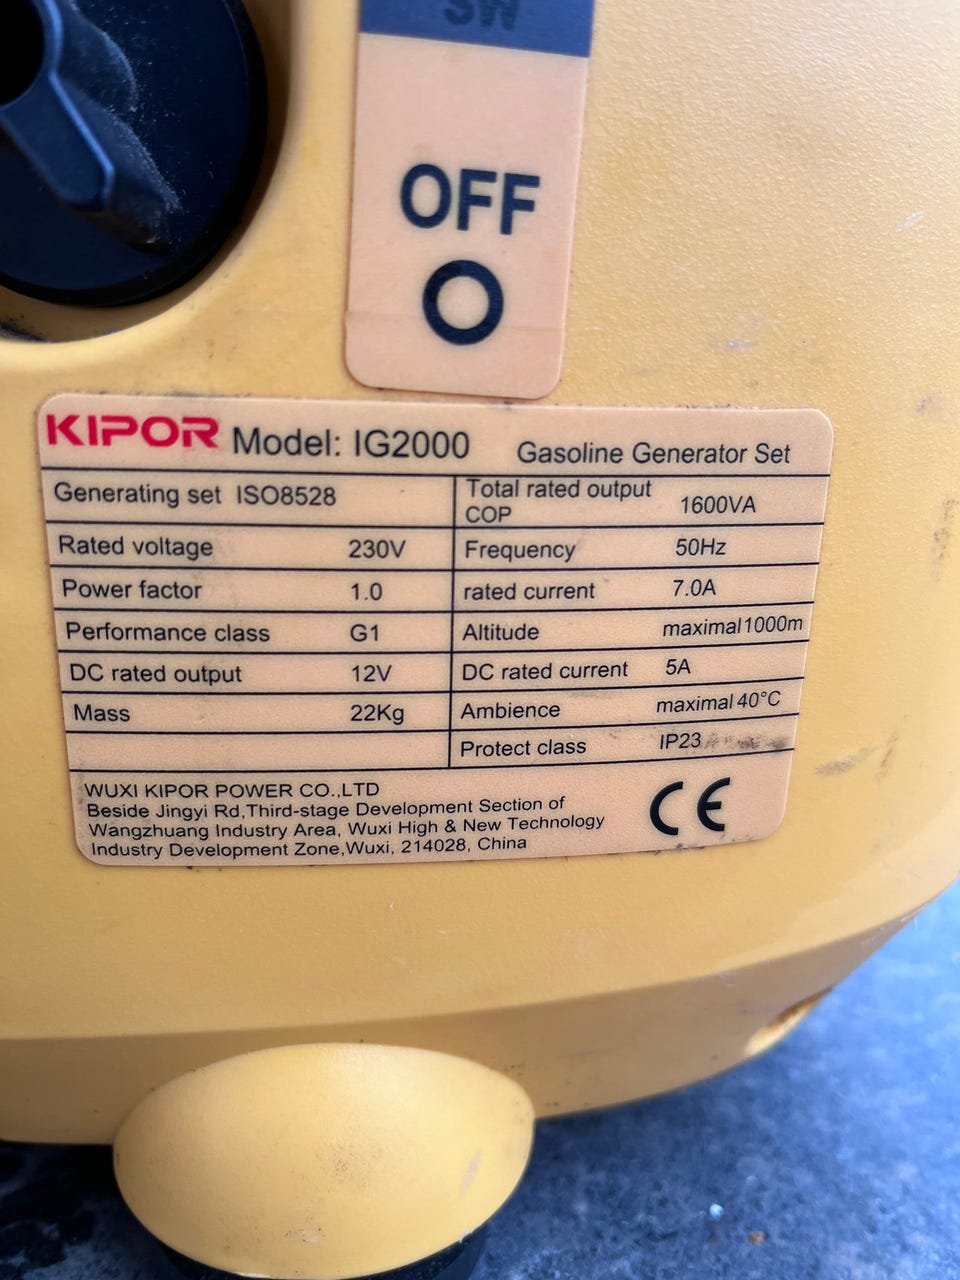 SW
OFF
KIPOR Model: IG2000 Gasoline Generator Set
Generating set ISO8528 Total rated output COP 1600VA
Rated voltage 230V Frequency 50Hz
Power factor 1.0 rated current 7.0A
Performance class G1 Altitude maximal1000m
DC rated output 12V DC rated current 5A
Mass 22Kg Ambience maximal 40°C
Protect class IP23
WUXI KIPOR POWER CO.,LTD
Beside Jingyi Rd,Third-stage Development Section of
Wangzhuang Industry Area, Wuxi High & New Technology
Industry Development Zone,Wuxi, 214028, China
CE